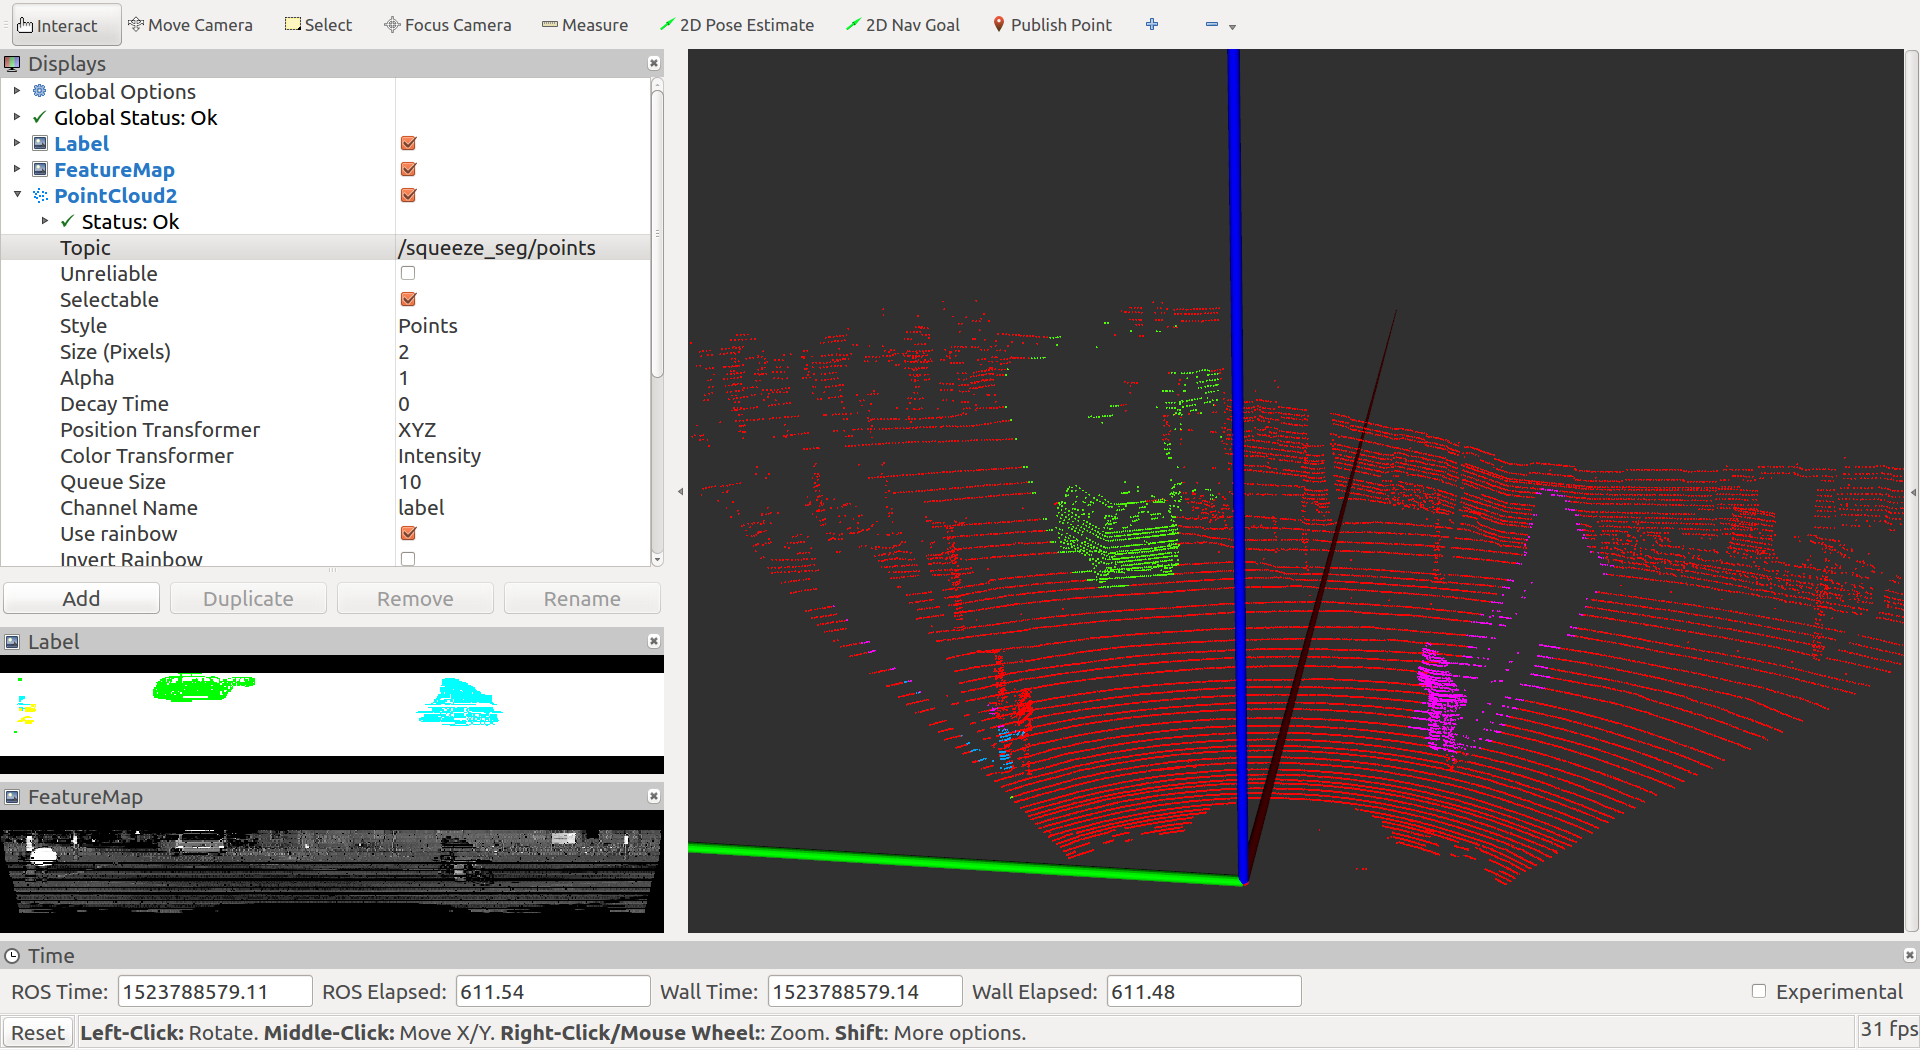 Interact Move Camera Select Focus Camera Measure 2D Pose Estimate 2D Nav Goal Publish Point
Displays
Global Options
Global Status: Ok
Label
FeatureMap
PointCloud2
Status: Ok
Topic /squeeze_seg/points
Unreliable
Selectable
Style Points
Size (Pixels) 2
Alpha 1
Decay Time 0
Position Transformer XYZ
Color Transformer Intensity
Queue Size 10
Channel Name label
Use rainbow
Invert Rainbow
Add Duplicate Remove Rename
Label
FeatureMap
Time
ROS Time: 1523788579.11 ROS Elapsed: 611.54 Wall Time: 1523788579.14 Wall Elapsed: 611.48 Experimental
Reset Left-Click: Rotate. Middle-Click: Move X/Y. Right-Click/Mouse Wheel:: Zoom. Shift: More options. 31 fps